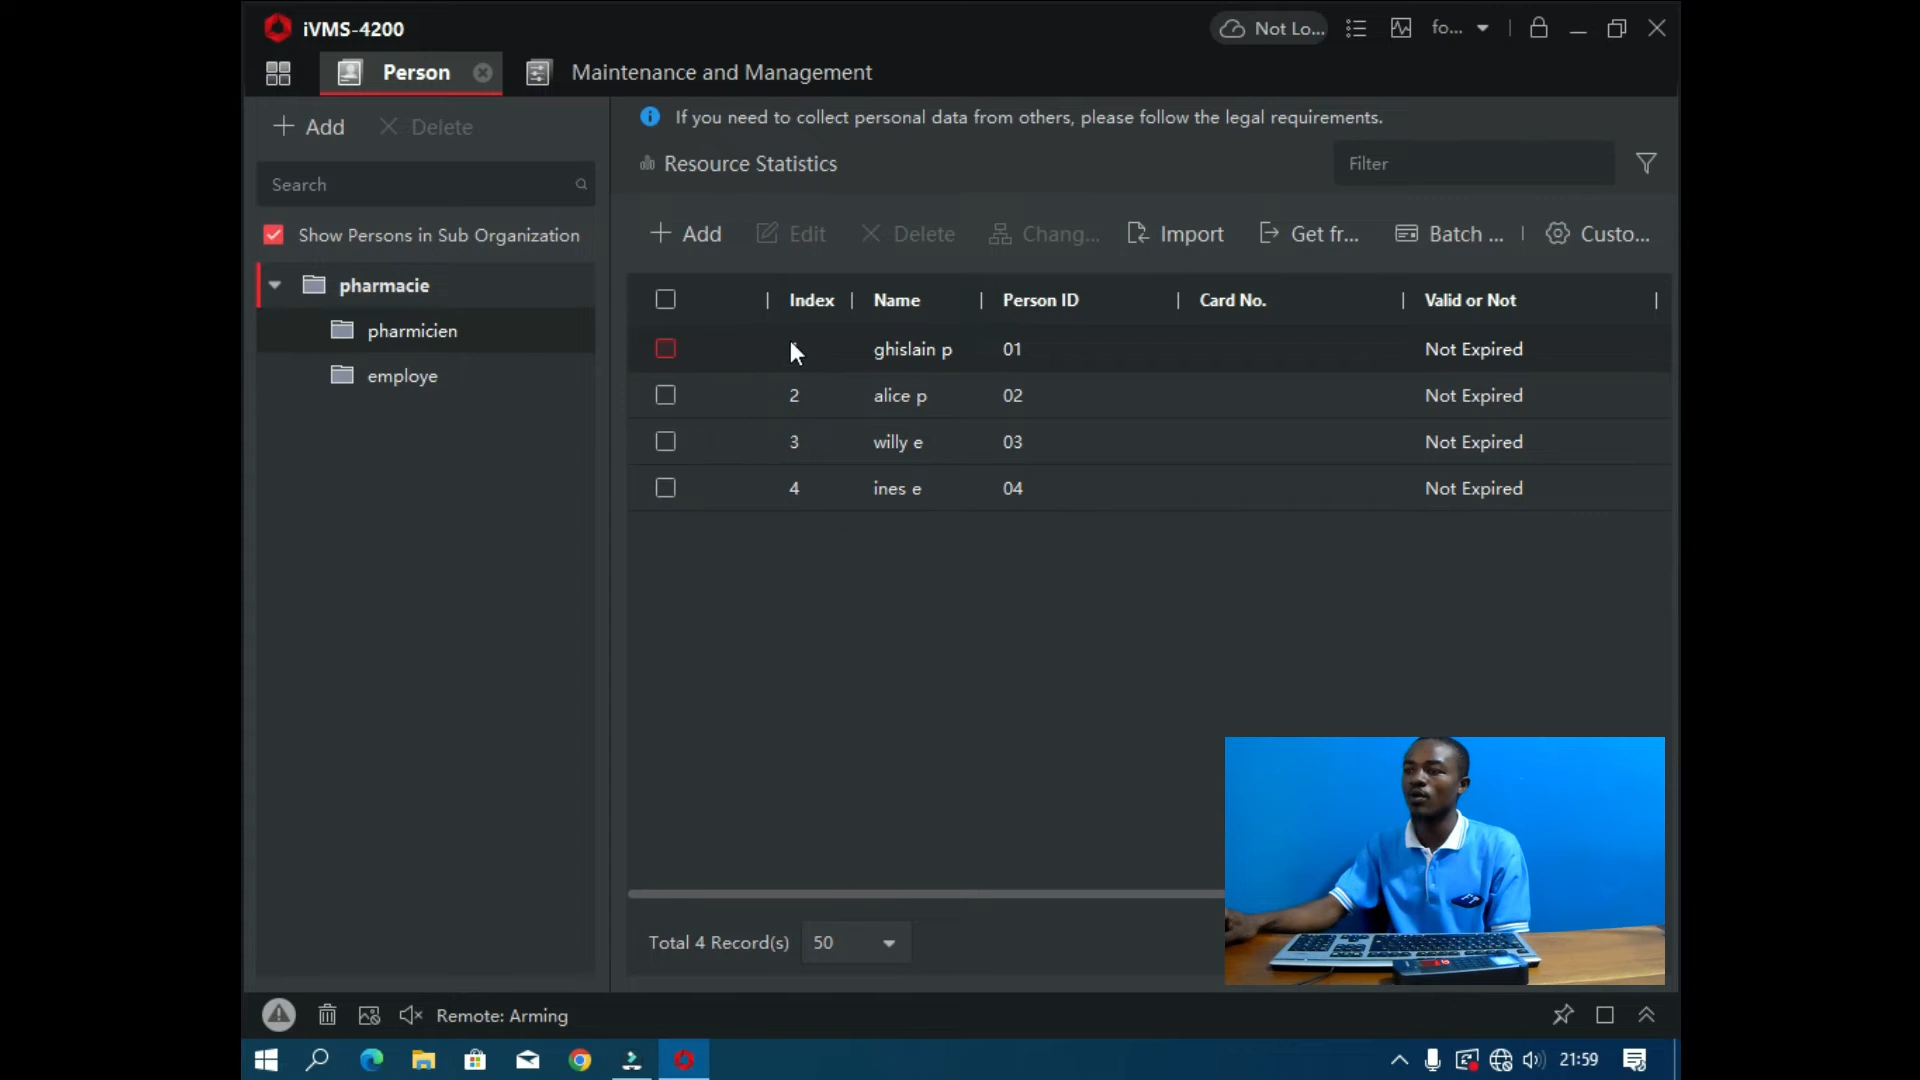 iVMS-4200
Not Lo...
fo...
Person
Maintenance and Management
Add
Delete
If you need to collect personal data from others, please follow the legal requirements.
Search
Resource Statistics
Filter
Show Persons in Sub Organization
Add
Edit
Delete
Chang...
Import
Get fr...
Batch ...
Custo...
pharmacie
pharmicien
employe
Index Name Person ID Card No. Valid or Not
ghislain p 01 Not Expired
2 alice p 02 Not Expired
3 willy e 03 Not Expired
4 ines e 04 Not Expired
Total 4 Record(s) 50
Remote: Arming
21:59